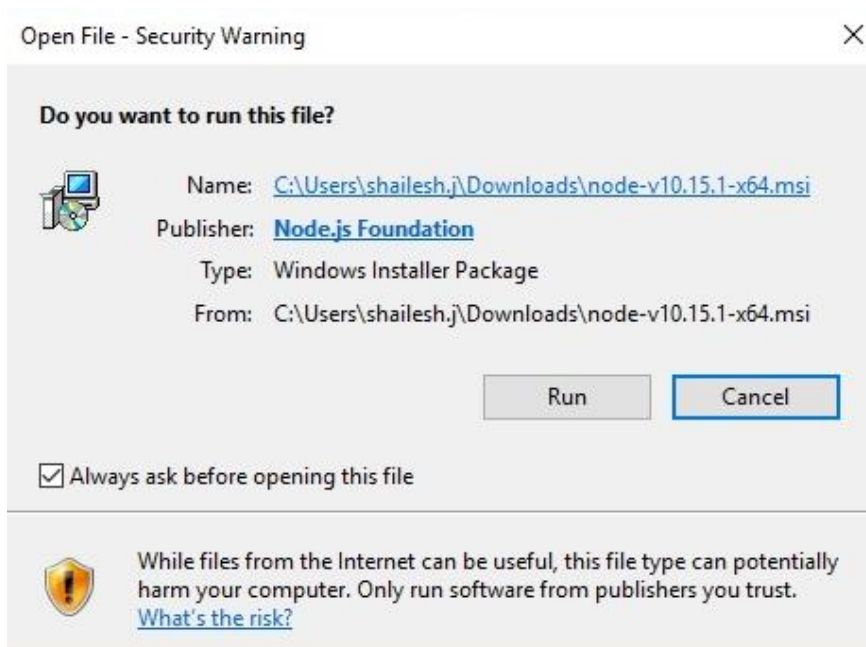 Open File - Security Warning
Do you want to run this file?
Name: C:\Users\shailesh.j\Downloads\node-v10.15.1-x64.msi
Publisher: Node.js Foundation
Type: Windows Installer Package
From: C:\Users\shailesh.j\Downloads\node-v10.15.1-x64.msi
Run Cancel
Always ask before opening this file
While files from the Internet can be useful, this file type can potentially
harm your computer. Only run software from publishers you trust.
What's the risk?